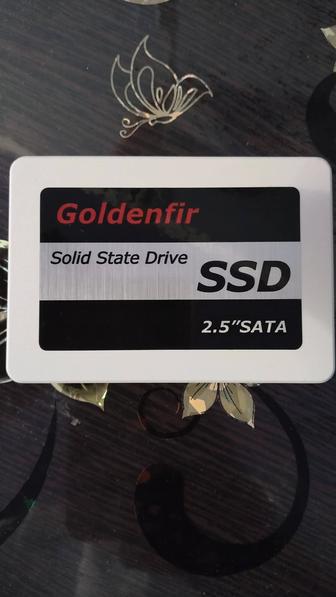 Goldenfir
Solid State Drive
SSD
2.5"SATA